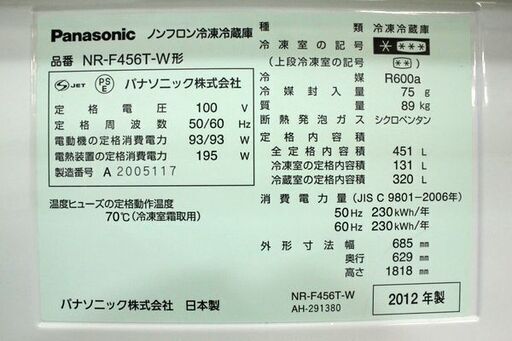 Panasonic ノンフロン冷凍冷蔵庫
品番 NR-F456T-W形
S JET PSE パナソニック株式会社
定格電圧 100 V
定格周波数 50/60 Hz
電動機の定格消費電力 93/93 W
電熱装置の定格消費電力 195 W
製造番号 A 2005117
温度ヒューズの定格動作温度
70℃(冷凍室霜取用)
パナソニック株式会社 日本製
種類 冷凍冷蔵庫
冷凍室の記号 * ***
(上段冷凍室の記号) *
冷媒 R600a
冷媒封入量 75 g
質量 89 kg
断熱発泡ガス シクロペンタン
定格内容積
全定格内容積 451 L
冷凍室の定格内容積 131 L
冷蔵室の定格内容積 320 L
消費電力量(JIS C 9801-2006年)
50 Hz 230 kWh/年
60 Hz 230 kWh/年
外形寸法 幅 685 mm
奥行 629 mm
高さ 1818 mm
NR-F456T-W
AH-291380
2012年製